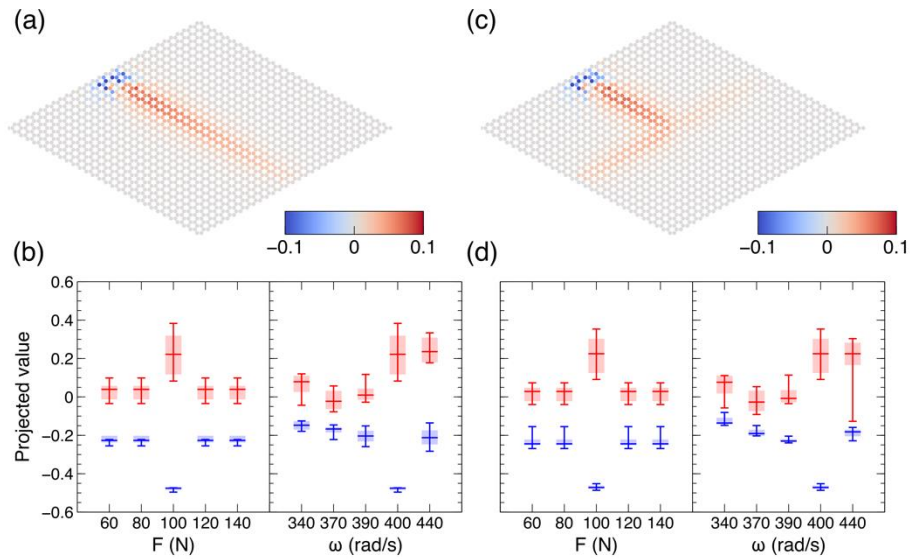 (a)
(c)
−0.1 0 0.1
−0.1 0 0.1
(b)
(d)
Projected value
0.6
0.4
0.2
0
−0.2
−0.4
−0.6
60 80 100 120 140 340 370 390 400 440
60 80 100 120 140 340 370 390 400 440
F (N) ω (rad/s)
F (N) ω (rad/s)